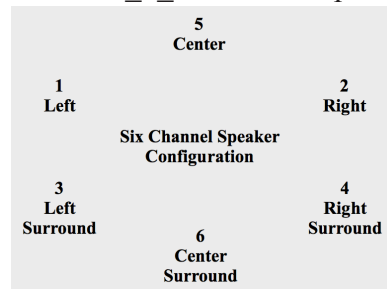 5
Center
1
Left
2
Right
Six Channel Speaker
Configuration
3
Left
Surround
4
Right
Surround
6
Center
Surround